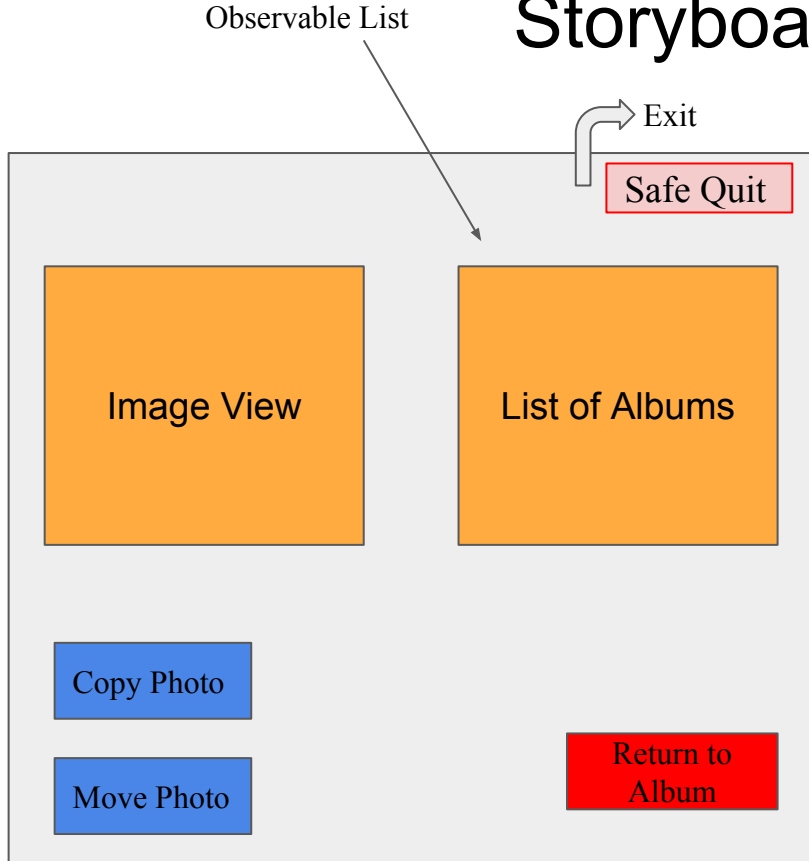 Observable List
Storyboa
Exit
Safe Quit
Image View
List of Albums
Copy Photo
Move Photo
Return to
Album